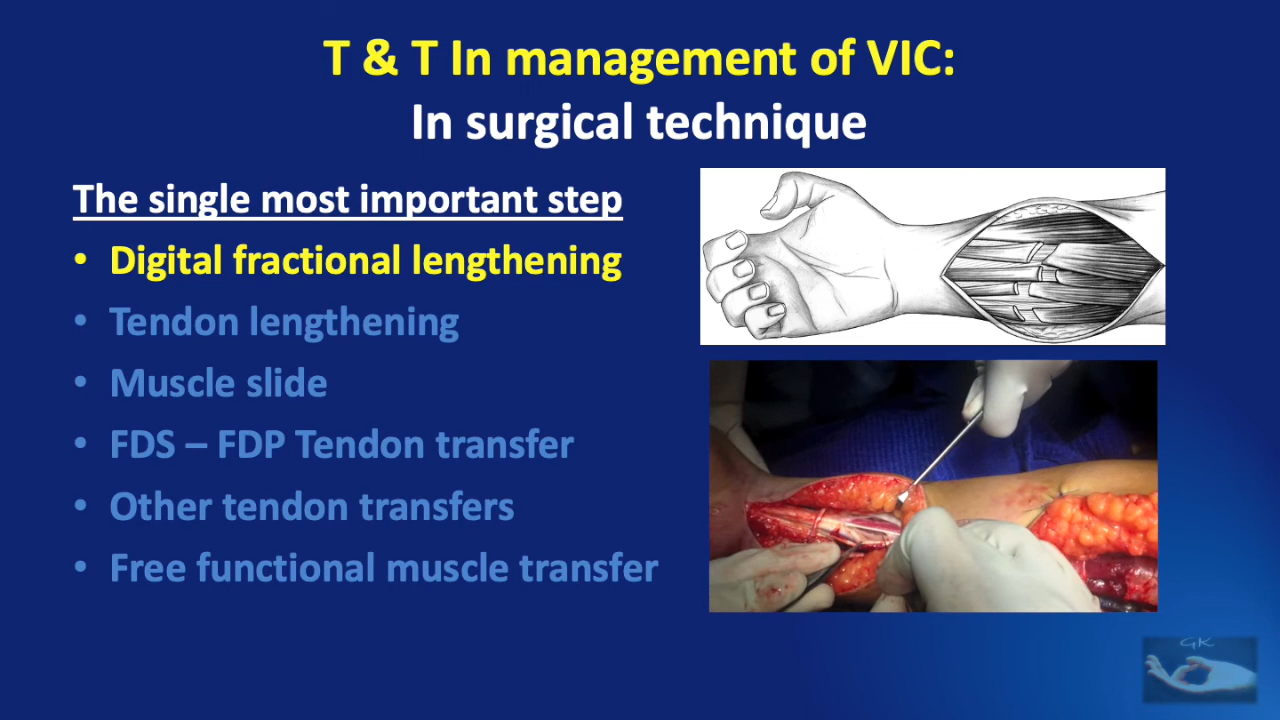 T & T In management of VIC:
In surgical technique
The single most important step
• Digital fractional lengthening
• Tendon lengthening
• Muscle slide
• FDS – FDP Tendon transfer
• Other tendon transfers
• Free functional muscle transfer
GK